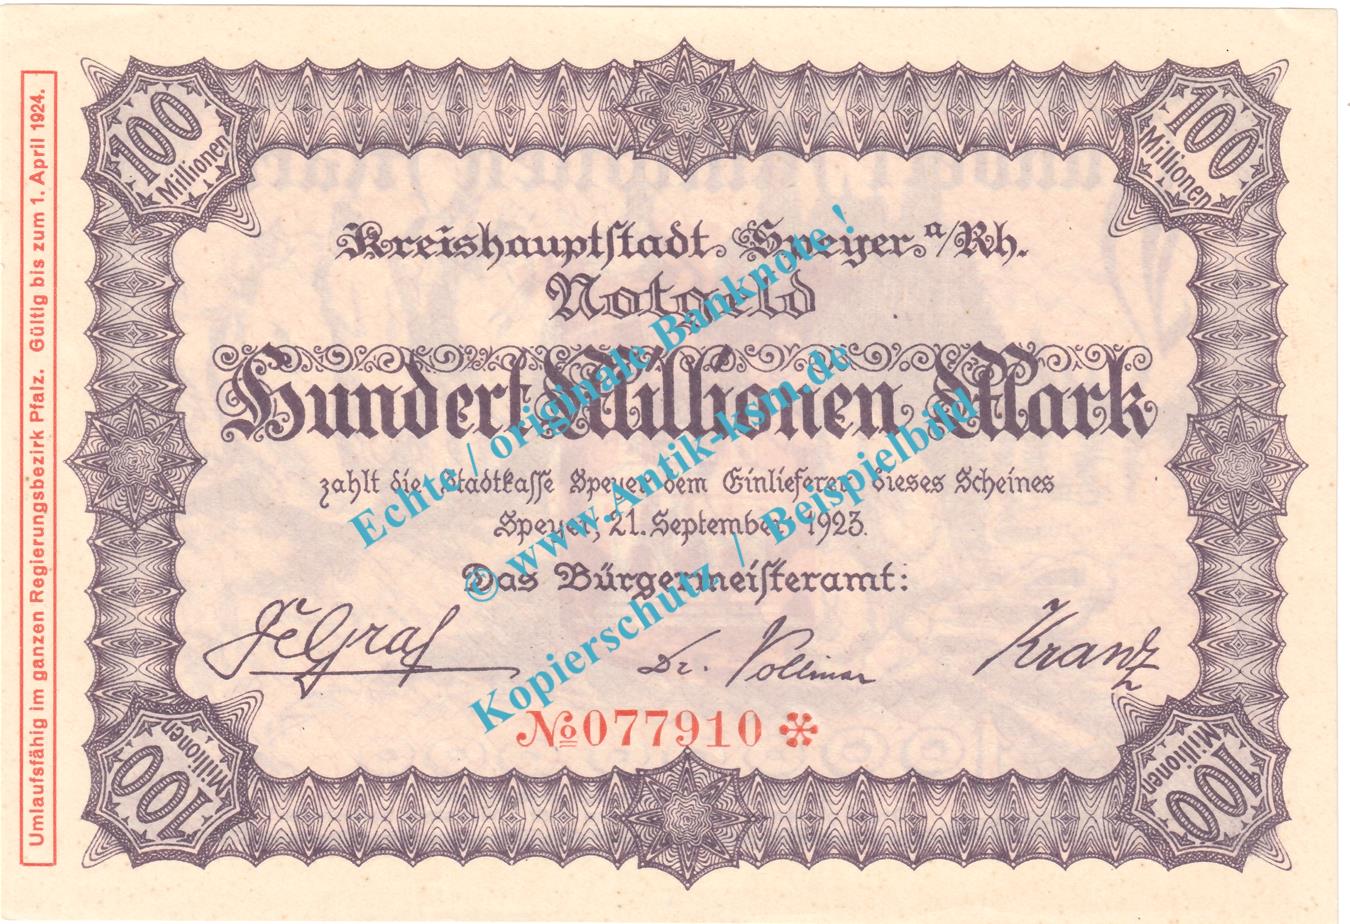 100
Millionen
100
Millionen
Umlaufsfähig im ganzen Regierungsbezirk Pfalz. Gültig bis zum 1. April 1924.
Kreishauptſtadt Speyer a/Rh.
Notgeld
Hundert Millionen Mark
zahlt die Stadtkaſſe Speyer dem Einlieferer dieses Scheines
Speyer, 21. September 1923.
Das Bürgermeiſteramt:
Dr. Vollmar
Kranz
№ 077910
Millionen
100
Millionen
100
Echte / originale Banknote !
© www.Antik-ksm.de
Kopierschutz / Beispielbild